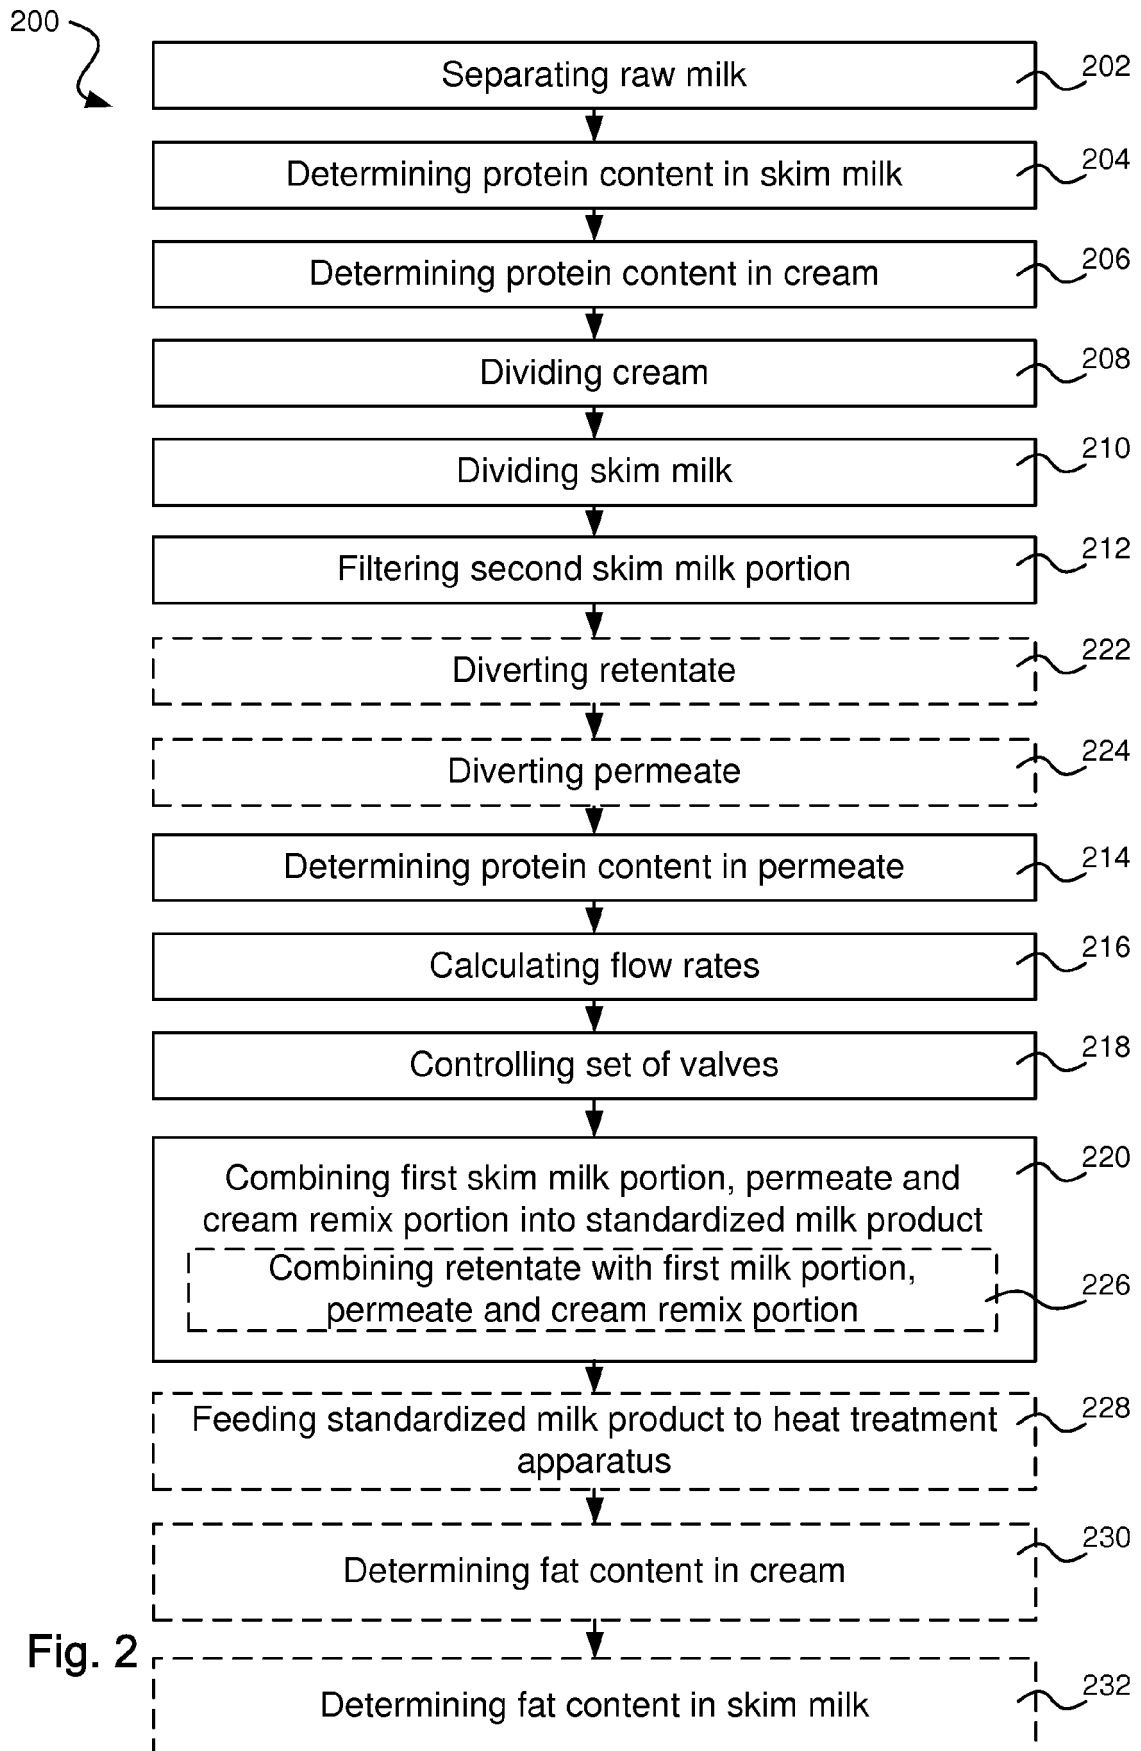 200
Separating raw milk
202
Determining protein content in skim milk
204
Determining protein content in cream
206
Dividing cream
208
Dividing skim milk
210
Filtering second skim milk portion
212
Diverting retentate
222
Diverting permeate
224
Determining protein content in permeate
214
Calculating flow rates
216
Controlling set of valves
218
Combining first skim milk portion, permeate and
cream remix portion into standardized milk product
220
Combining retentate with first milk portion,
permeate and cream remix portion
226
Feeding standardized milk product to heat treatment
apparatus
228
Determining fat content in cream
230
Fig. 2
Determining fat content in skim milk
232